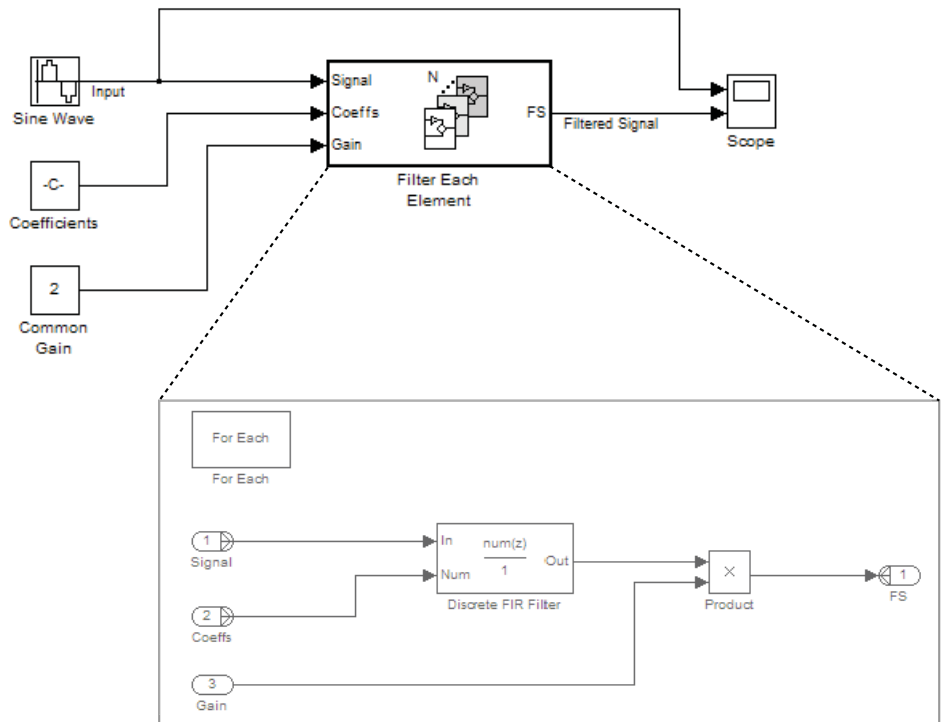 Signal
N
Input
Sine Wave
Coeffs
FS
Filtered Signal
Gain
Scope
-C-
Filter Each
Element
Coefficients
2
Common
Gain
For Each
For Each
1
Signal
In
num(z)
1
Out
Num
Discrete FIR Filter
×
Product
1
FS
2
Coeffs
3
Gain